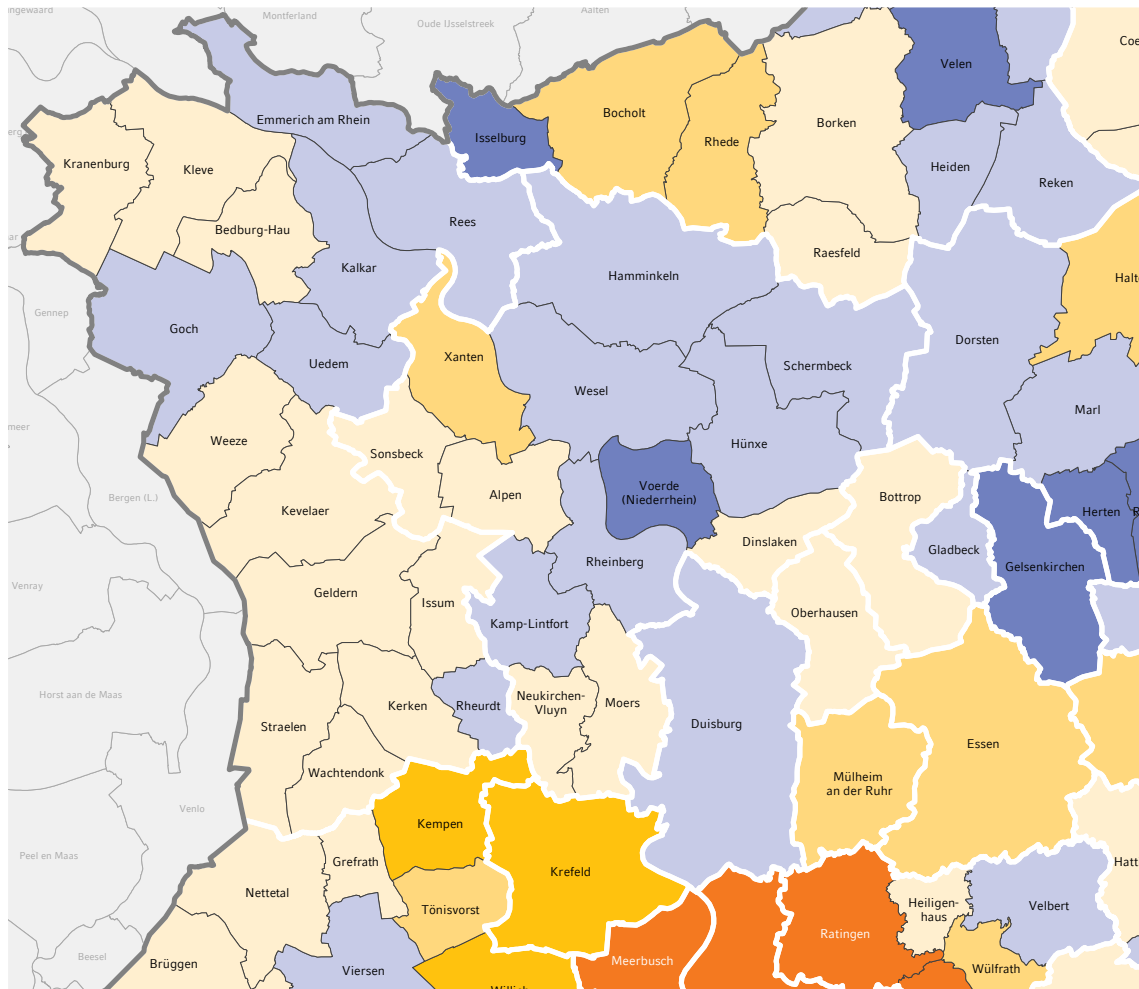 ngewaard
Montferland
Oude IJsselstreek
Aalten
Coe
Velen
Emmerich am Rhein
Bocholt
Borken
Isselburg
Rhede
Kranenburg
Kleve
Heiden
Reken
Rees
Bedburg-Hau
Raesfeld
Kalkar
Hamminkeln
Halte
Gennep
Goch
Dorsten
Xanten
Uedem
Schermbeck
Wesel
Marl
meer
Weeze
Hünxe
Sonsbeck
Voerde
(Niederrhein)
Alpen
Bottrop
Bergen (L.)
Kevelaer
Herten
R
Dinslaken
Gladbeck
Rheinberg
Gelsenkirchen
Venray
Geldern
Issum
Oberhausen
Kamp-Lintfort
Horst aan de Maas
Neukirchen-
Vluyn
Moers
Kerken
Rheurdt
Straelen
Duisburg
Essen
Wachtendonk
Mülheim
an der Ruhr
Venlo
Kempen
Peel en Maas
Grefrath
Hatt
Krefeld
Nettetal
Heiligen-
haus
Velbert
Tönisvorst
Ratingen
Beesel
Brüggen
Viersen
Meerbusch
Wülfrath